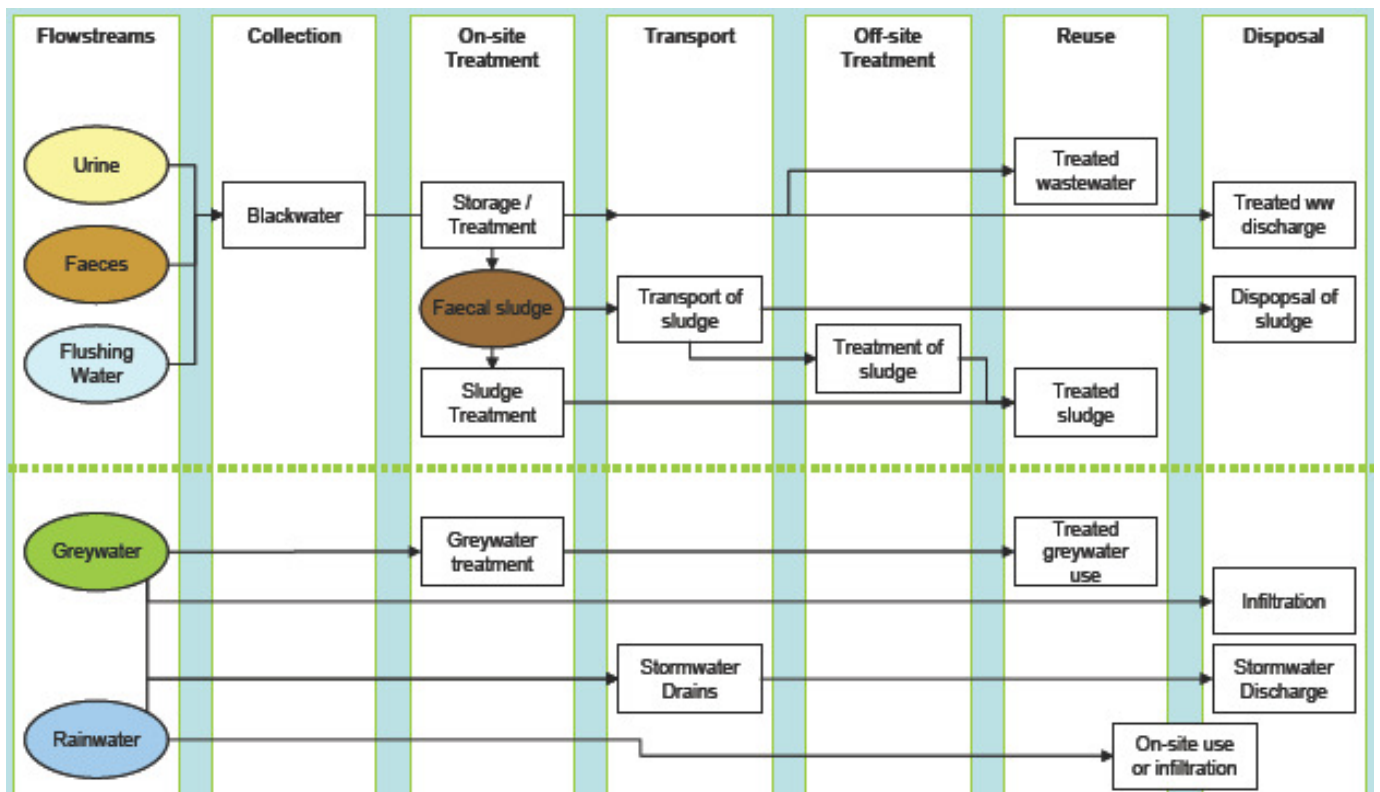 Flowstreams
Collection
On-site
Treatment
Transport
Off-site
Treatment
Reuse
Disposal
Urine
Treated
wastewater
Blackwater
Storage /
Treatment
Treated ww
discharge
Faeces
Faecal sludge
Transport of
sludge
Dispopsal of
sludge
Flushing
Water
Treatment of
sludge
Sludge
Treatment
Treated
sludge
Greywater
Greywater
treatment
Treated
greywater
use
Infiltration
Stormwater
Drains
Stormwater
Discharge
Rainwater
On-site use
or infiltration